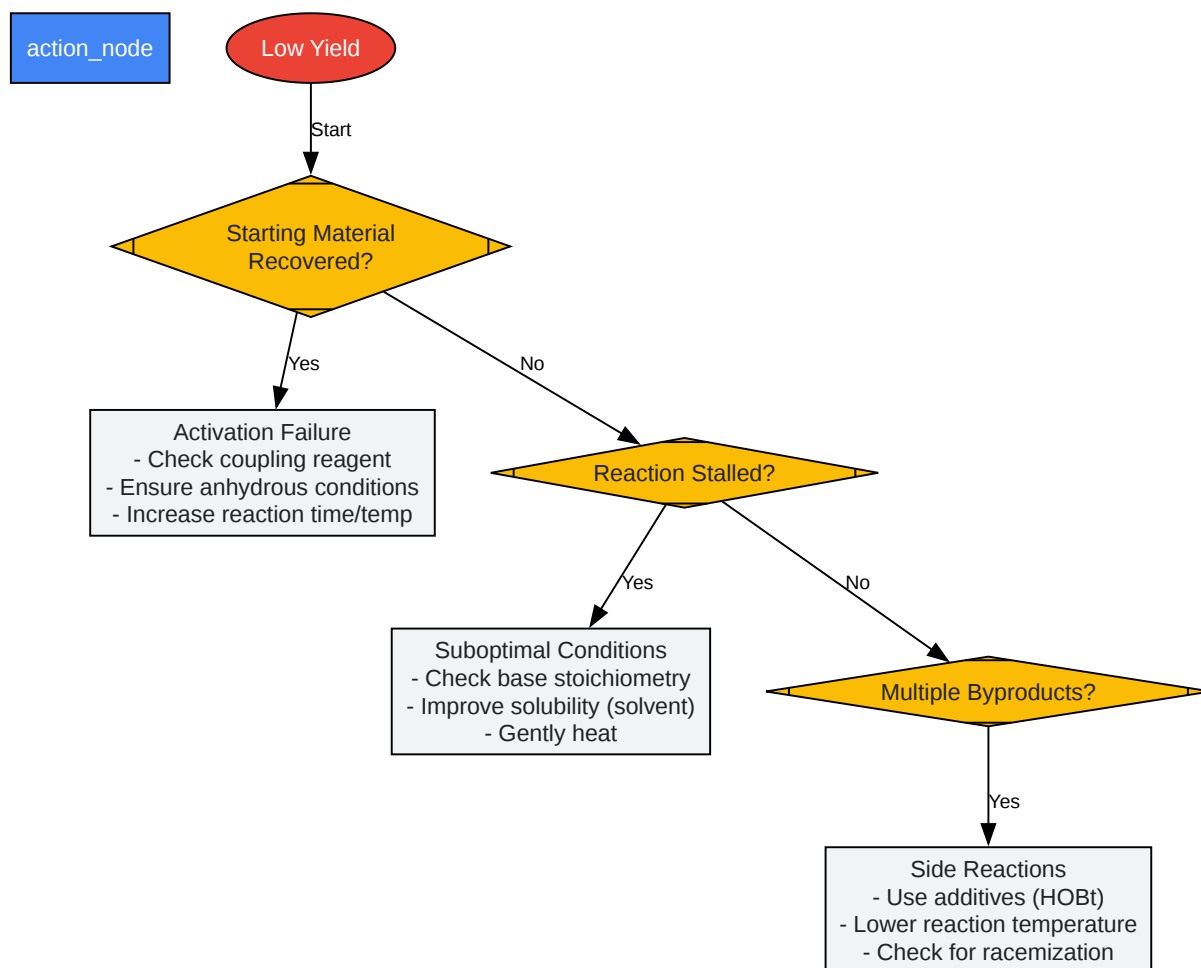 action_node
Low Yield
Start
Starting Material
Recovered?
Yes
No
Activation Failure
- Check coupling reagent
- Ensure anhydrous conditions
- Increase reaction time/temp
Reaction Stalled?
Yes
No
Suboptimal Conditions
- Check base stoichiometry
- Improve solubility (solvent)
- Gently heat
Multiple Byproducts?
Yes
Side Reactions
- Use additives (HOBt)
- Lower reaction temperature
- Check for racemization